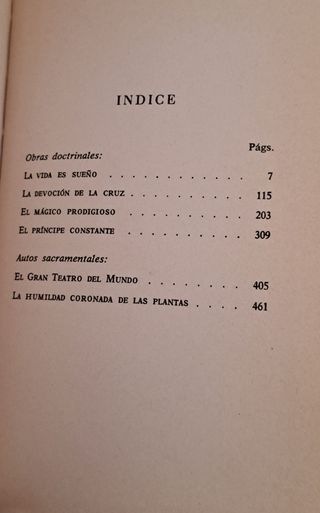 INDICE
Págs.
Obras doctrinales:
La vida es sueño . . . . . . . . . . . . 7
La devoción de la cruz . . . . . . . . . . 115
El mágico prodigioso . . . . . . . . . . 203
El príncipe constante . . . . . . . . . . 309
Autos sacramentales:
El Gran Teatro del Mundo . . . . . . . . 405
La humildad coronada de las plantas . . . . 461